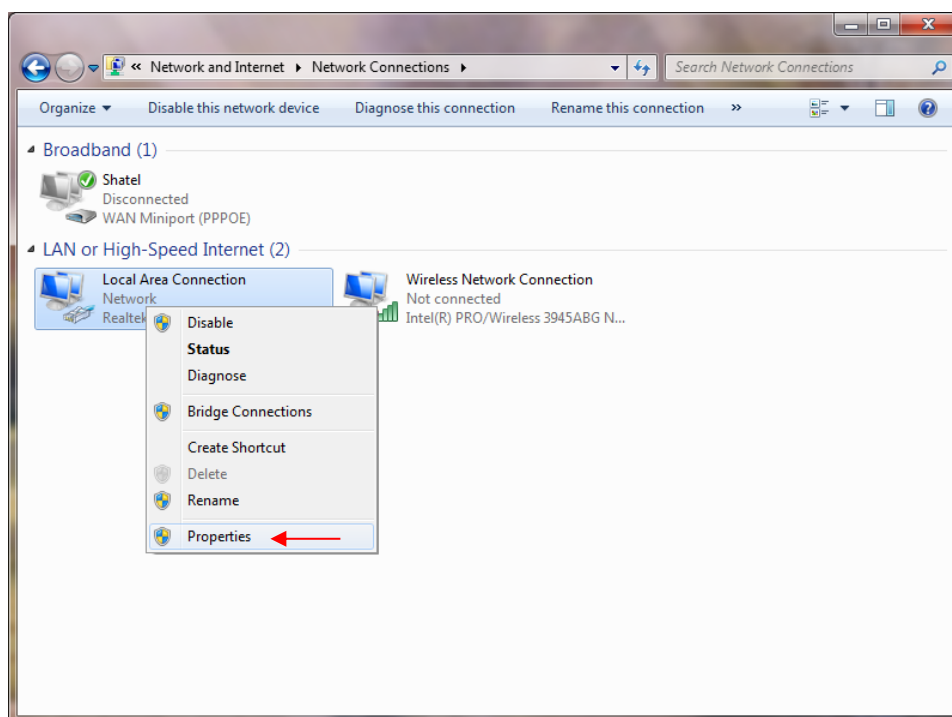 « Network and Internet ▸ Network Connections ▸
Search Network Connections
Organize Disable this network device Diagnose this connection Rename this connection »
Broadband (1)
Shatel
Disconnected
WAN Miniport (PPPOE)
LAN or High-Speed Internet (2)
Local Area Connection
Network
Realtek
Wireless Network Connection
Not connected
Intel(R) PRO/Wireless 3945ABG N...
Disable
Status
Diagnose
Bridge Connections
Create Shortcut
Delete
Rename
Properties